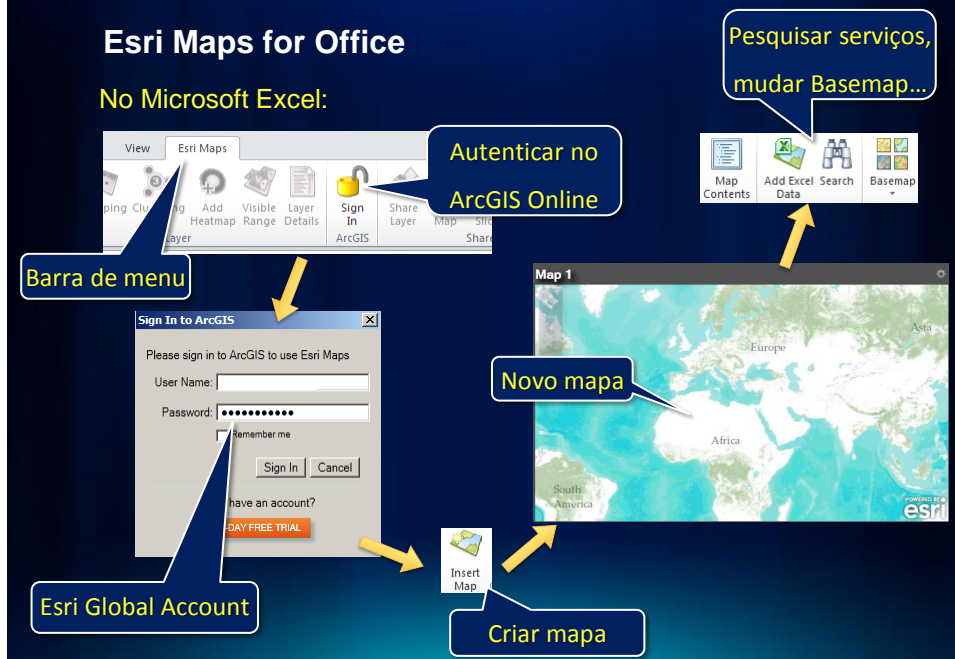 Esri Maps for Office
No Microsoft Excel:
View Esri Maps
Add Heatmap
Visible Range
Layer Details
Sign In
ArcGIS
Share Layer
Map
Share
Autenticar no
ArcGIS Online
Barra de menu
Pesquisar serviços,
mudar Basemap...
Map Contents
Add Excel Data
Search
Basemap
Sign In to ArcGIS
Please sign in to ArcGIS to use Esri Maps
User Name:
Password:
Remember me
Sign In Cancel
have an account?
-DAY FREE TRIAL
Esri Global Account
Insert Map
Criar mapa
Map 1
Europe
Asia
Africa
South America
Novo mapa
POWERED BY
esri